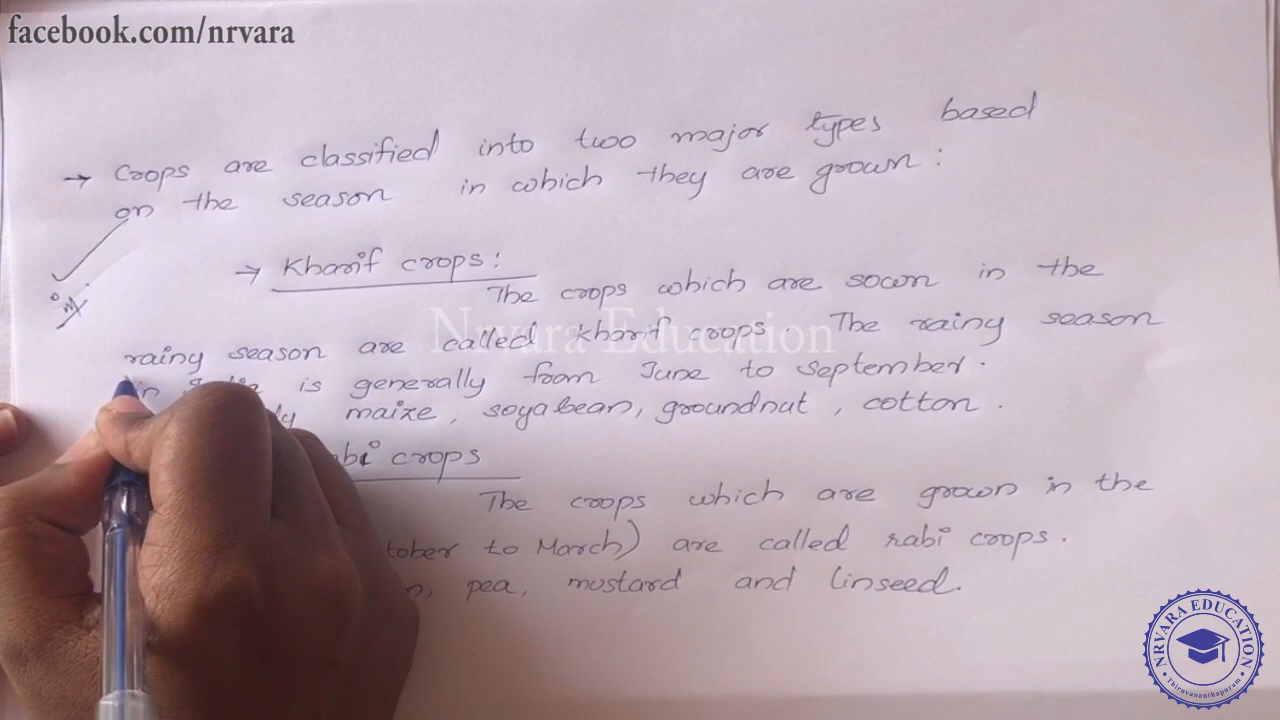 facebook.com/nrvara
→ Crops are classified into two major types based
on the season in which they are grown:
→ Kharif crops:
The crops which are sown in the
rainy season are called kharif crops. The rainy season
in is generally from June to September.
maize, soyabean, groundnut, cotton.
crops
The crops which are grown in the
to March) are called rabi crops.
pea, mustard and linseed.
Nrvara Education
NRVARA EDUCATION
Thiruvananthapuram